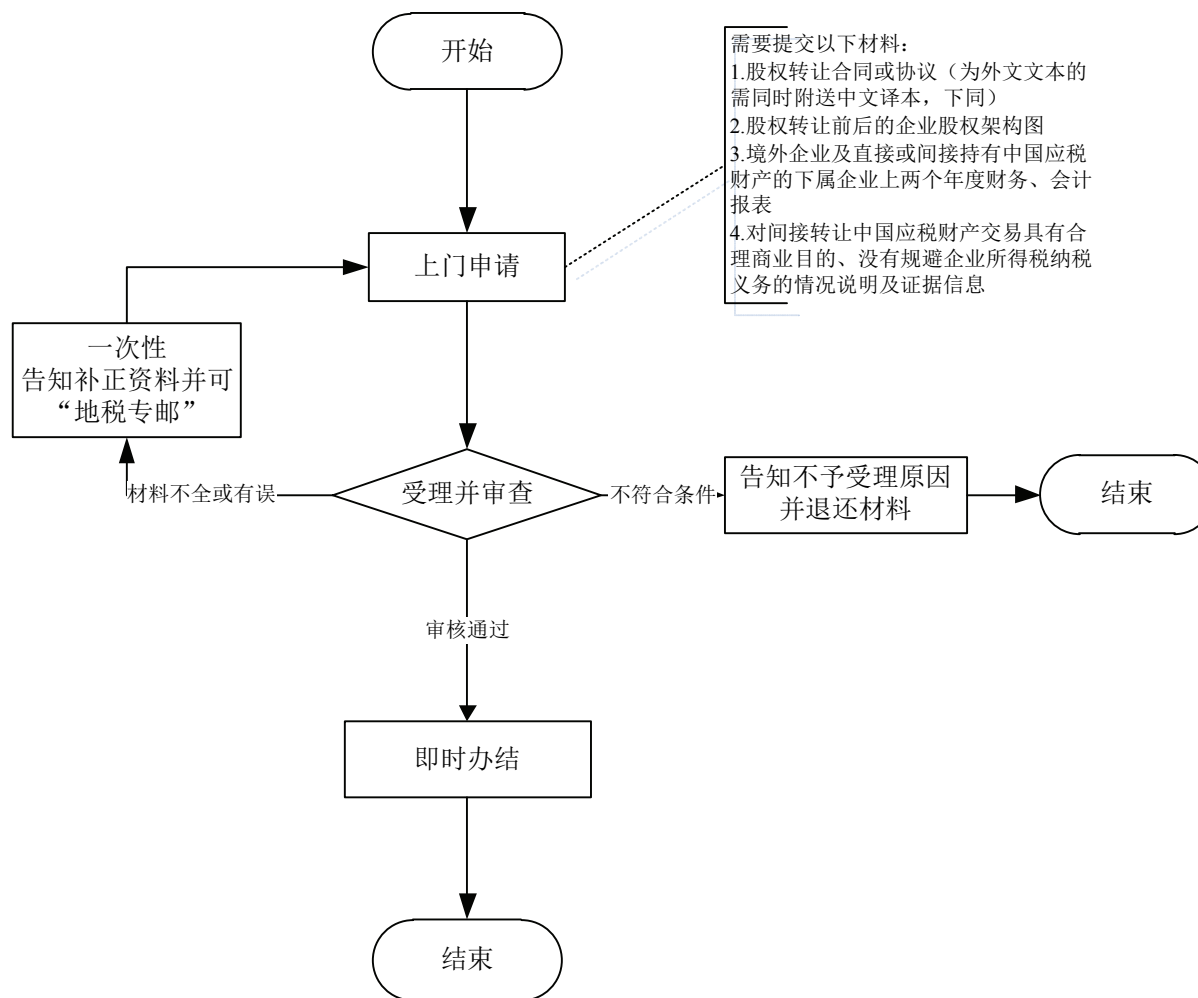 开始
需要提交以下材料：
1.股权转让合同或协议（为外文文本的
需同时附送中文译本，下同）
2.股权转让前后的企业股权架构图
3.境外企业及直接或间接持有中国应税
财产的下属企业上两个年度财务、会计
报表
4.对间接转让中国应税财产交易具有合
理商业目的、没有规避企业所得税纳税
义务的情况说明及证据信息
上门申请
一次性
告知补正资料并可
“地税专邮”
材料不全或有误
受理并审查
不符合条件
告知不予受理原因
并退还材料
结束
审核通过
即时办结
结束